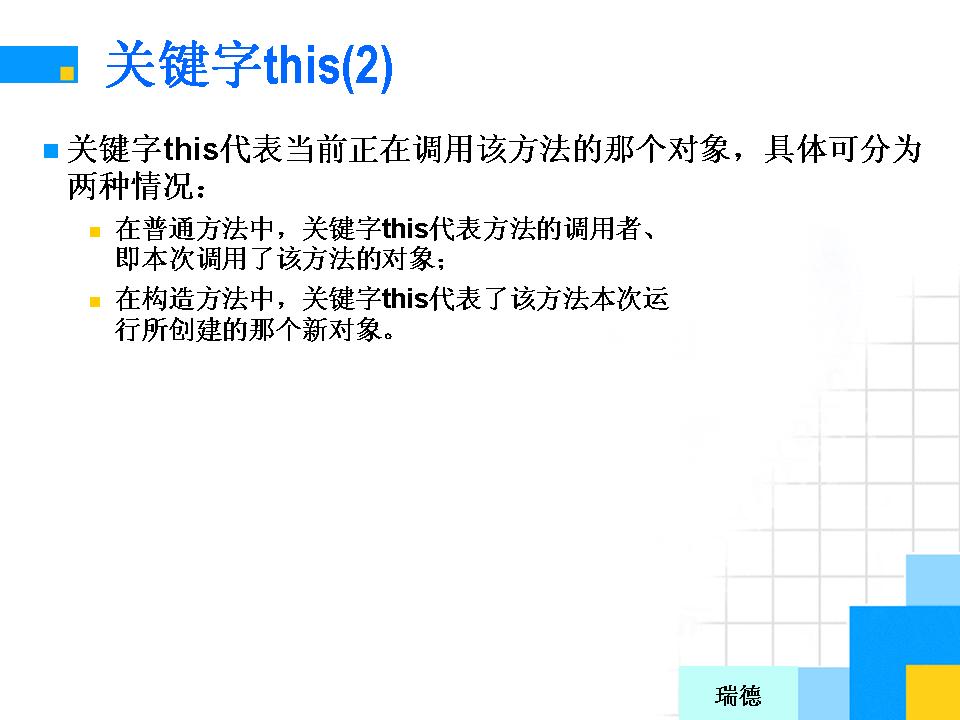 关键字this(2)
关键字this代表当前正在调用该方法的那个对象，具体可分为
两种情况：
在普通方法中，关键字this代表方法的调用者、
即本次调用了该方法的对象；
在构造方法中，关键字this代表了该方法本次运
行所创建的那个新对象。
瑞德